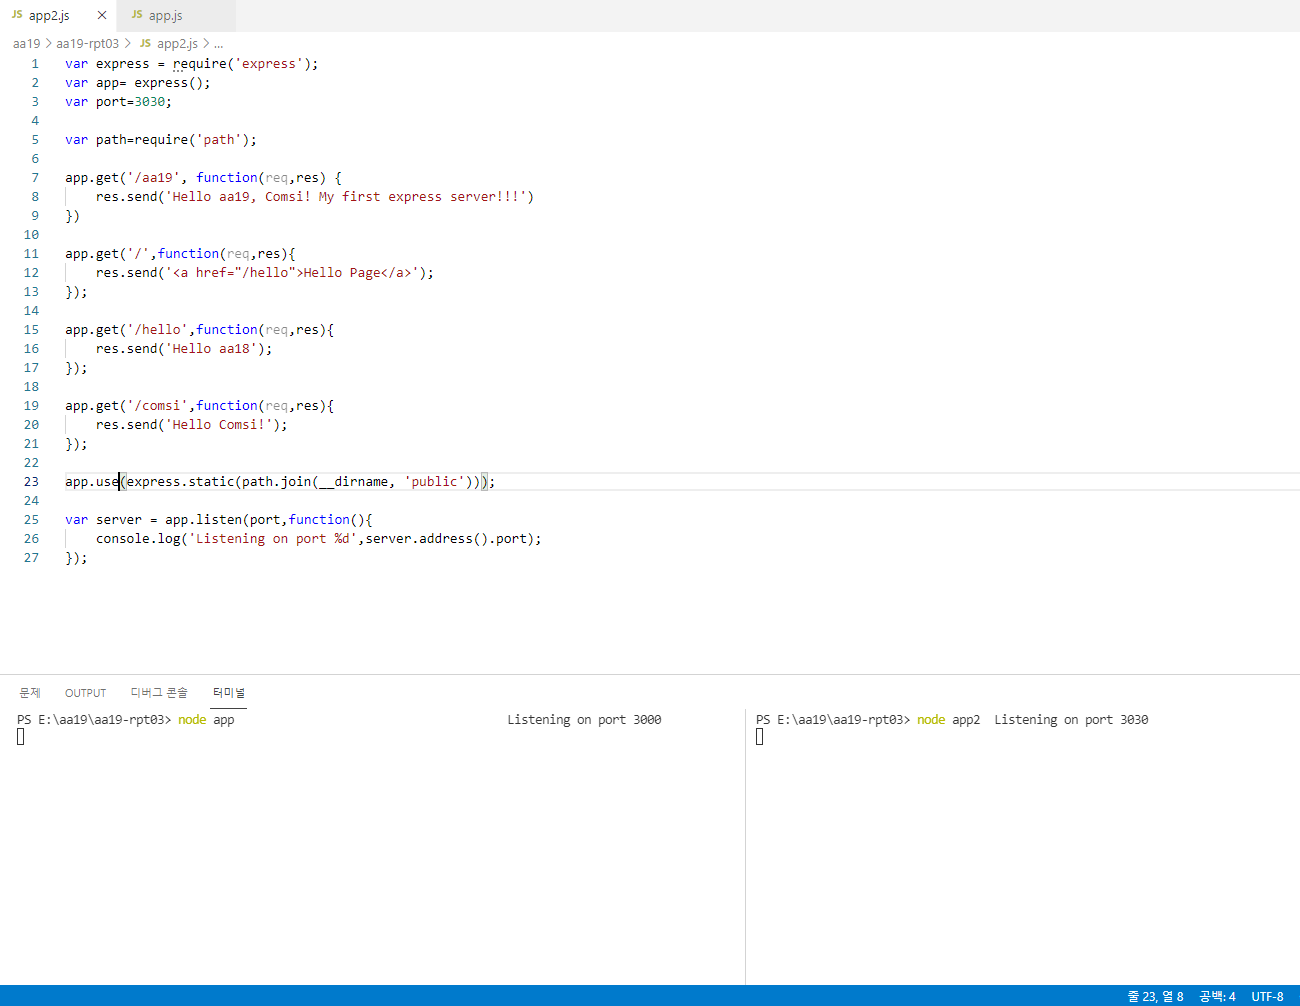 JS app2.js × JS app.js
aa19 > aa19-rpt03 > JS app2.js > ...
1 var express = require('express');
2 var app= express();
3 var port=3030;
4
5 var path=require('path');
6
7 app.get('/aa19', function(req,res) {
8     res.send('Hello aa19, Comsi! My first express server!!!')
9 })
10
11 app.get('/',function(req,res){
12     res.send('<a href="/hello">Hello Page</a>');
13 });
14
15 app.get('/hello',function(req,res){
16     res.send('Hello aa18');
17 });
18
19 app.get('/comsi',function(req,res){
20     res.send('Hello Comsi!');
21 });
22
23 app.use(express.static(path.join(__dirname, 'public')));
24
25 var server = app.listen(port,function(){
26     console.log('Listening on port %d',server.address().port);
27 });
문제 OUTPUT 디버그 콘솔 터미널
PS E:\aa19\aa19-rpt03> node app Listening on port 3000
PS E:\aa19\aa19-rpt03> node app2 Listening on port 3030
줄 23, 열 8 공백: 4 UTF-8